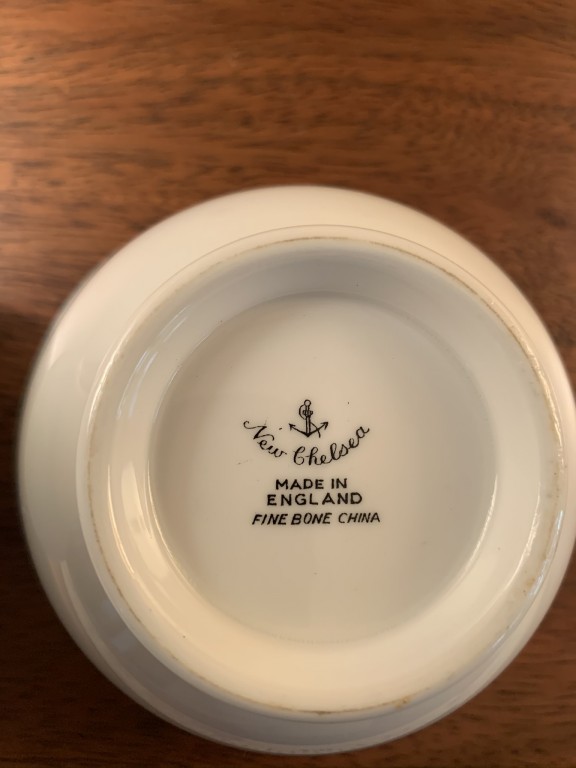 New Chelsea
MADE IN
ENGLAND
FINE BONE CHINA